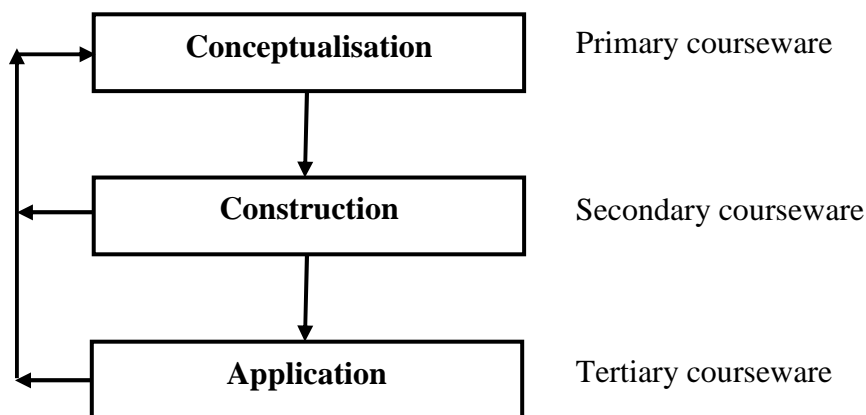 Conceptualisation Primary courseware
Construction Secondary courseware
Application Tertiary courseware